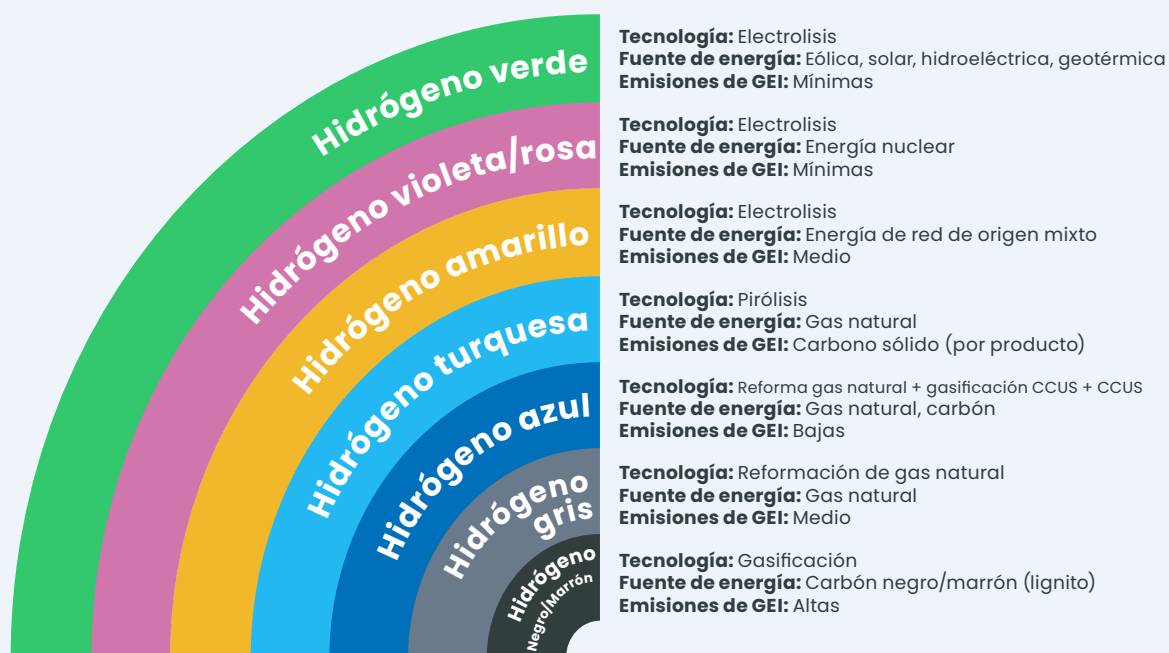 Hidrógeno verde
Tecnología: Electrolisis
Fuente de energía: Eólica, solar, hidroeléctrica, geotérmica
Emisiones de GEI: Mínimas
Hidrógeno violeta/rosa
Tecnología: Electrolisis
Fuente de energía: Energía nuclear
Emisiones de GEI: Mínimas
Hidrógeno amarillo
Tecnología: Electrolisis
Fuente de energía: Energía de red de origen mixto
Emisiones de GEI: Medio
Hidrógeno turquesa
Tecnología: Pirólisis
Fuente de energía: Gas natural
Emisiones de GEI: Carbono sólido (por producto)
Hidrógeno azul
Tecnología: Reforma gas natural + gasificación CCUS + CCUS
Fuente de energía: Gas natural, carbón
Emisiones de GEI: Bajas
Hidrógeno
gris
Tecnología: Reformación de gas natural
Fuente de energía: Gas natural
Emisiones de GEI: Medio
Hidrógeno
Negro/Marrón
Tecnología: Gasificación
Fuente de energía: Carbón negro/marrón (lignito)
Emisiones de GEI: Altas